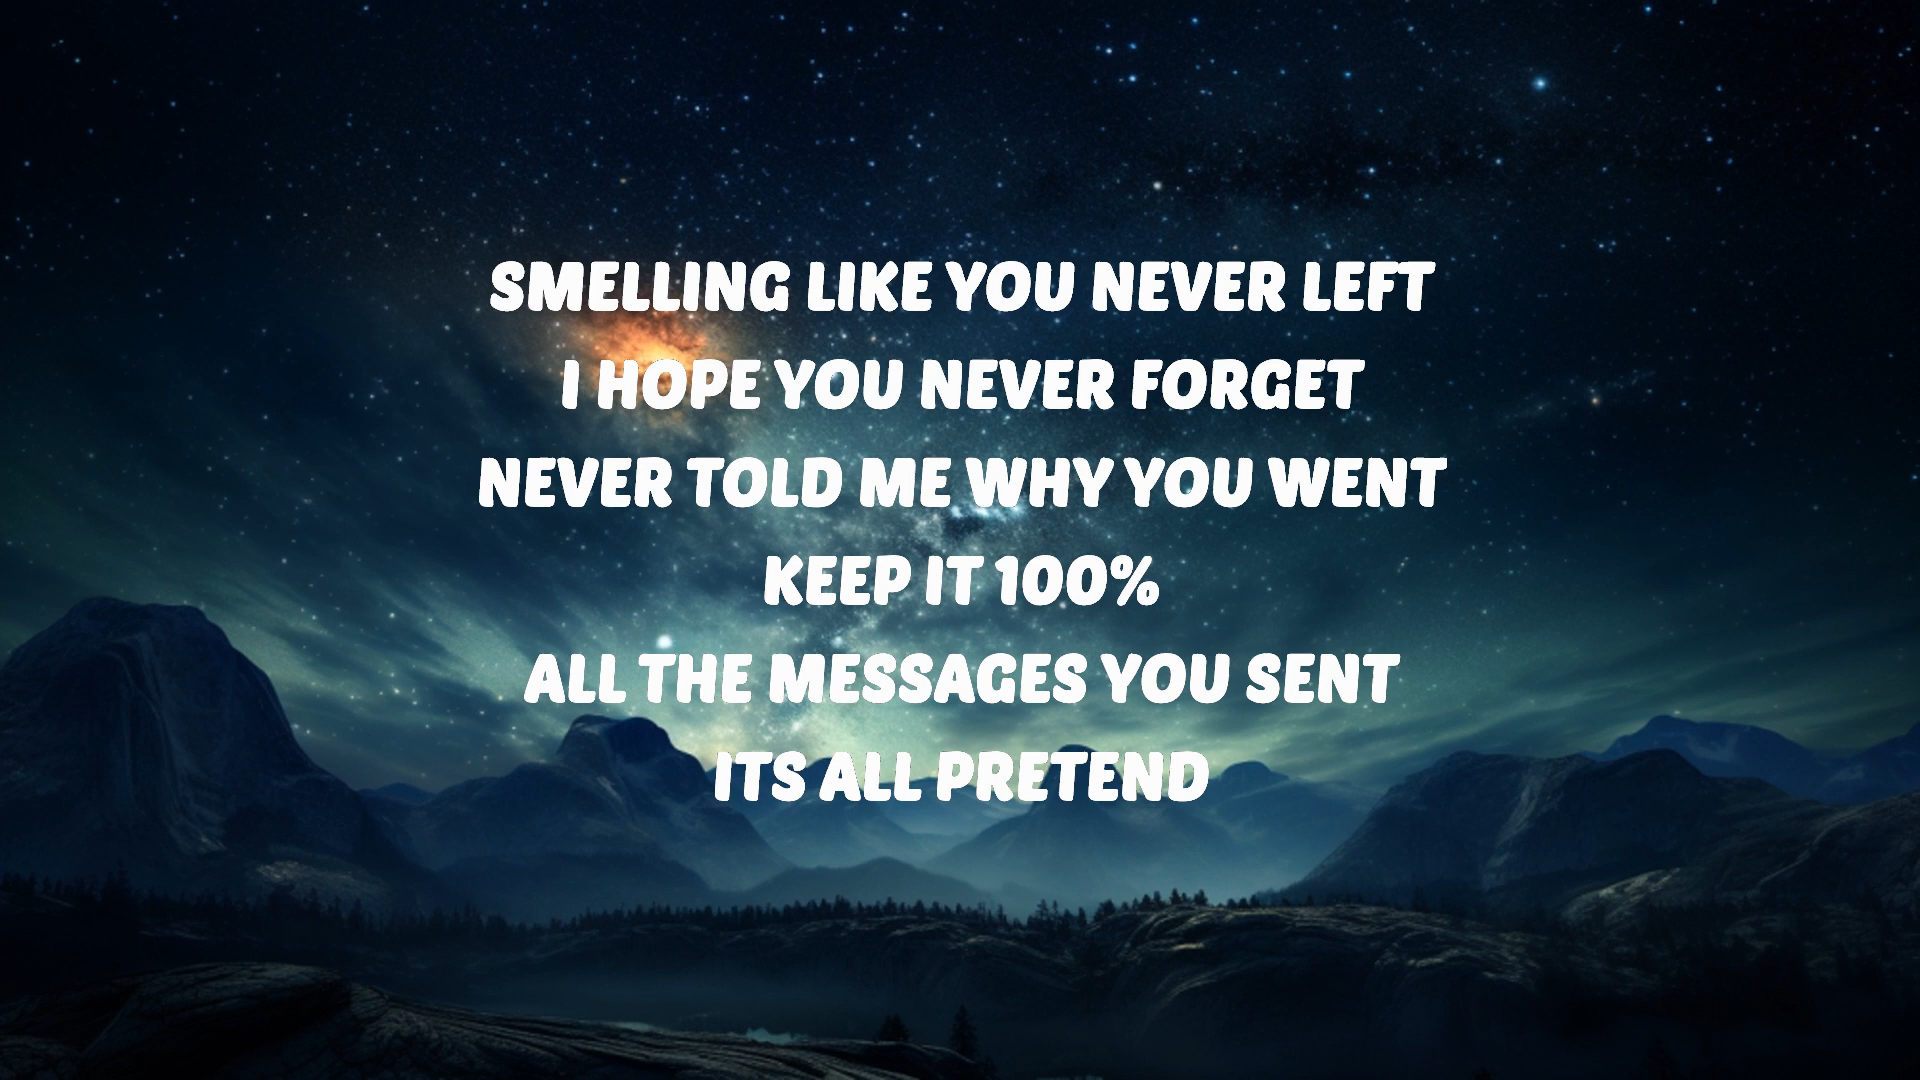 SMELLING LIKE YOU NEVER LEFT
I HOPE YOU NEVER FORGET
NEVER TOLD ME WHY YOU WENT
KEEP IT 100%
ALL THE MESSAGES YOU SENT
ITS ALL PRETEND